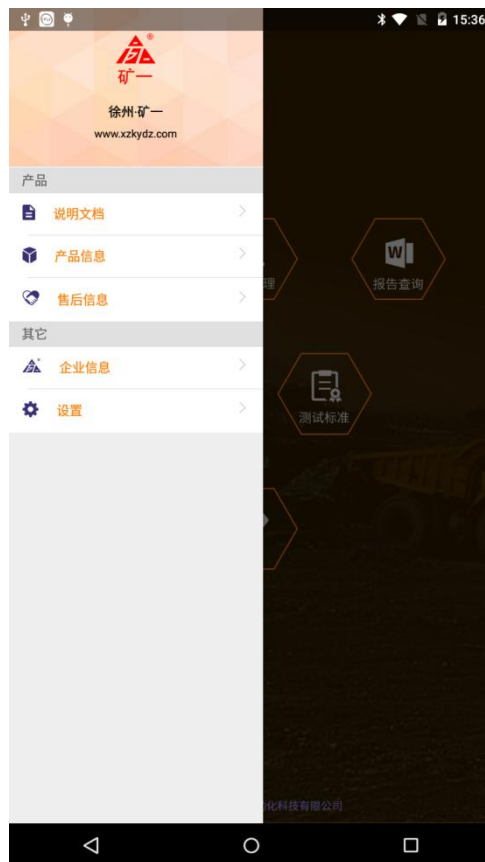 15:36
矿一
徐州·矿一
www.xzkydz.com
产品
说明文档
产品信息
售后信息
其它
企业信息
设置
理
W
报告查询
测试标准
化科技有限公司